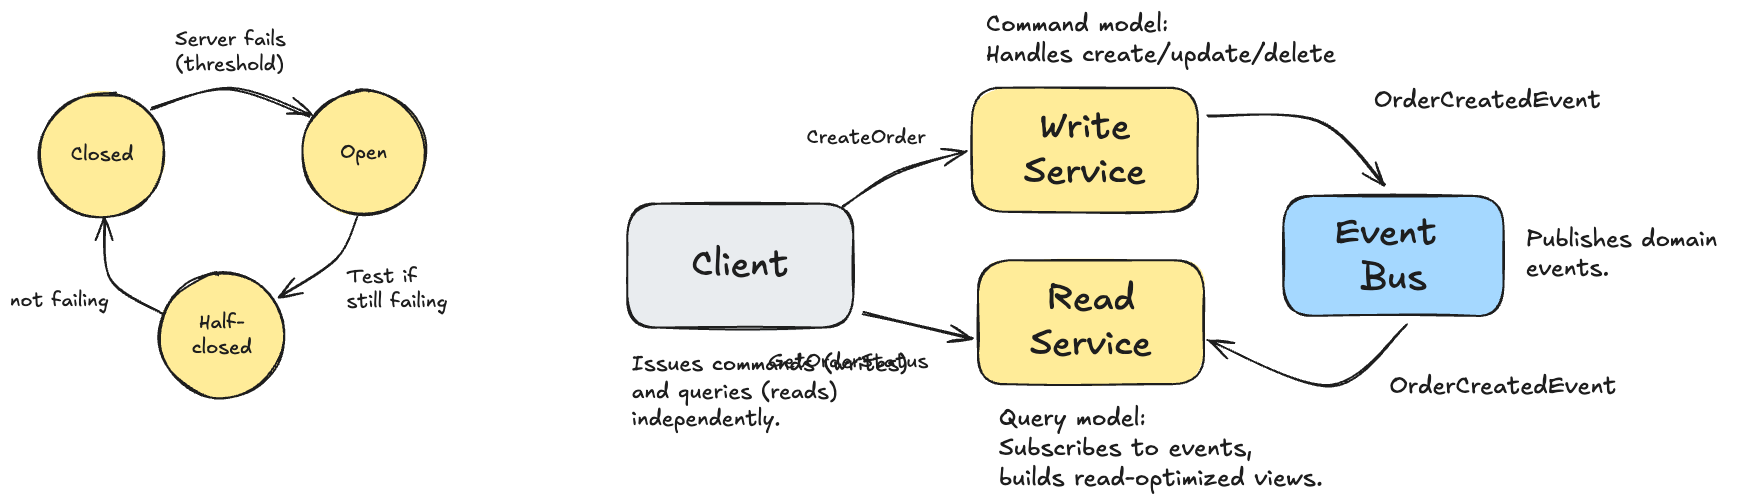 Server fails
(threshold)
Closed
Open
Test if
still failing
not failing
Half-
closed
Command model:
Handles create/update/delete
CreateOrder
Write
Service
OrderCreatedEvent
Client
Event
Bus
Publishes domain
events.
Read
Service
GetOrderStatus
Issues commands (writes)
and queries (reads)
independently.
OrderCreatedEvent
Query model:
Subscribes to events,
builds read-optimized views.